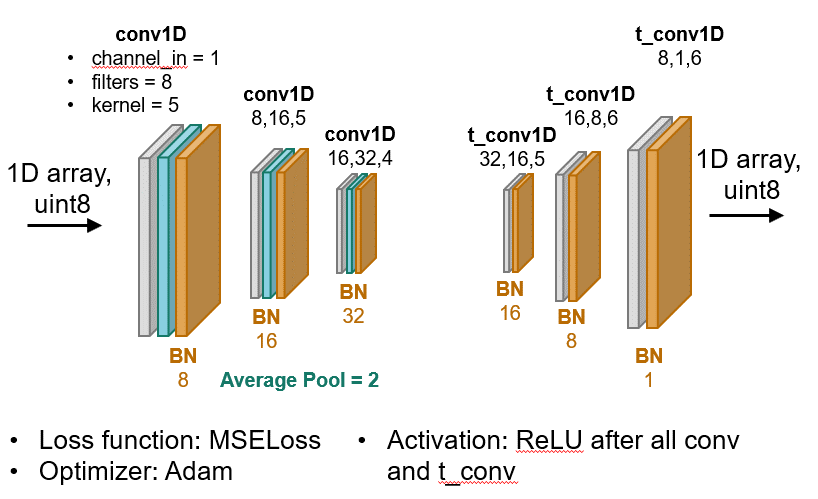 conv1D
• channel_in = 1
• filters = 8
• kernel = 5
conv1D
8,16,5
conv1D
16,32,4
t_conv1D
8,1,6
t_conv1D
16,8,6
t_conv1D
32,16,5
1D array,
uint8
1D array,
uint8
BN
8
BN
16
BN
32
BN
16
BN
8
BN
1
Average Pool = 2
• Loss function: MSELoss
• Optimizer: Adam
• Activation: ReLU after all conv
and t_conv